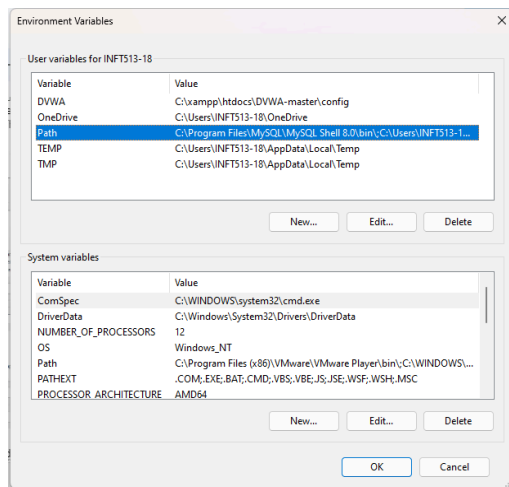 Environment Variables
User variables for INFT513-18
Variable Value
DVWA C:\xampp\htdocs\DVWA-master\config
OneDrive C:\Users\INFT513-18\OneDrive
Path C:\Program Files\MySQL\MySQL Shell 8.0\bin\;C:\Users\INFT513-1...
TEMP C:\Users\INFT513-18\AppData\Local\Temp
TMP C:\Users\INFT513-18\AppData\Local\Temp
New... Edit... Delete
System variables
Variable Value
ComSpec C:\WINDOWS\system32\cmd.exe
DriverData C:\Windows\System32\Drivers\DriverData
NUMBER_OF_PROCESSORS 12
OS Windows_NT
Path C:\Program Files (x86)\VMware\VMware Player\bin\;C:\WINDOWS\...
PATHEXT .COM;.EXE;.BAT;.CMD;.VBS;.VBE;.JS;.JSE;.WSF;.WSH;.MSC
PROCESSOR_ARCHITECTURE AMD64
New... Edit... Delete
OK Cancel